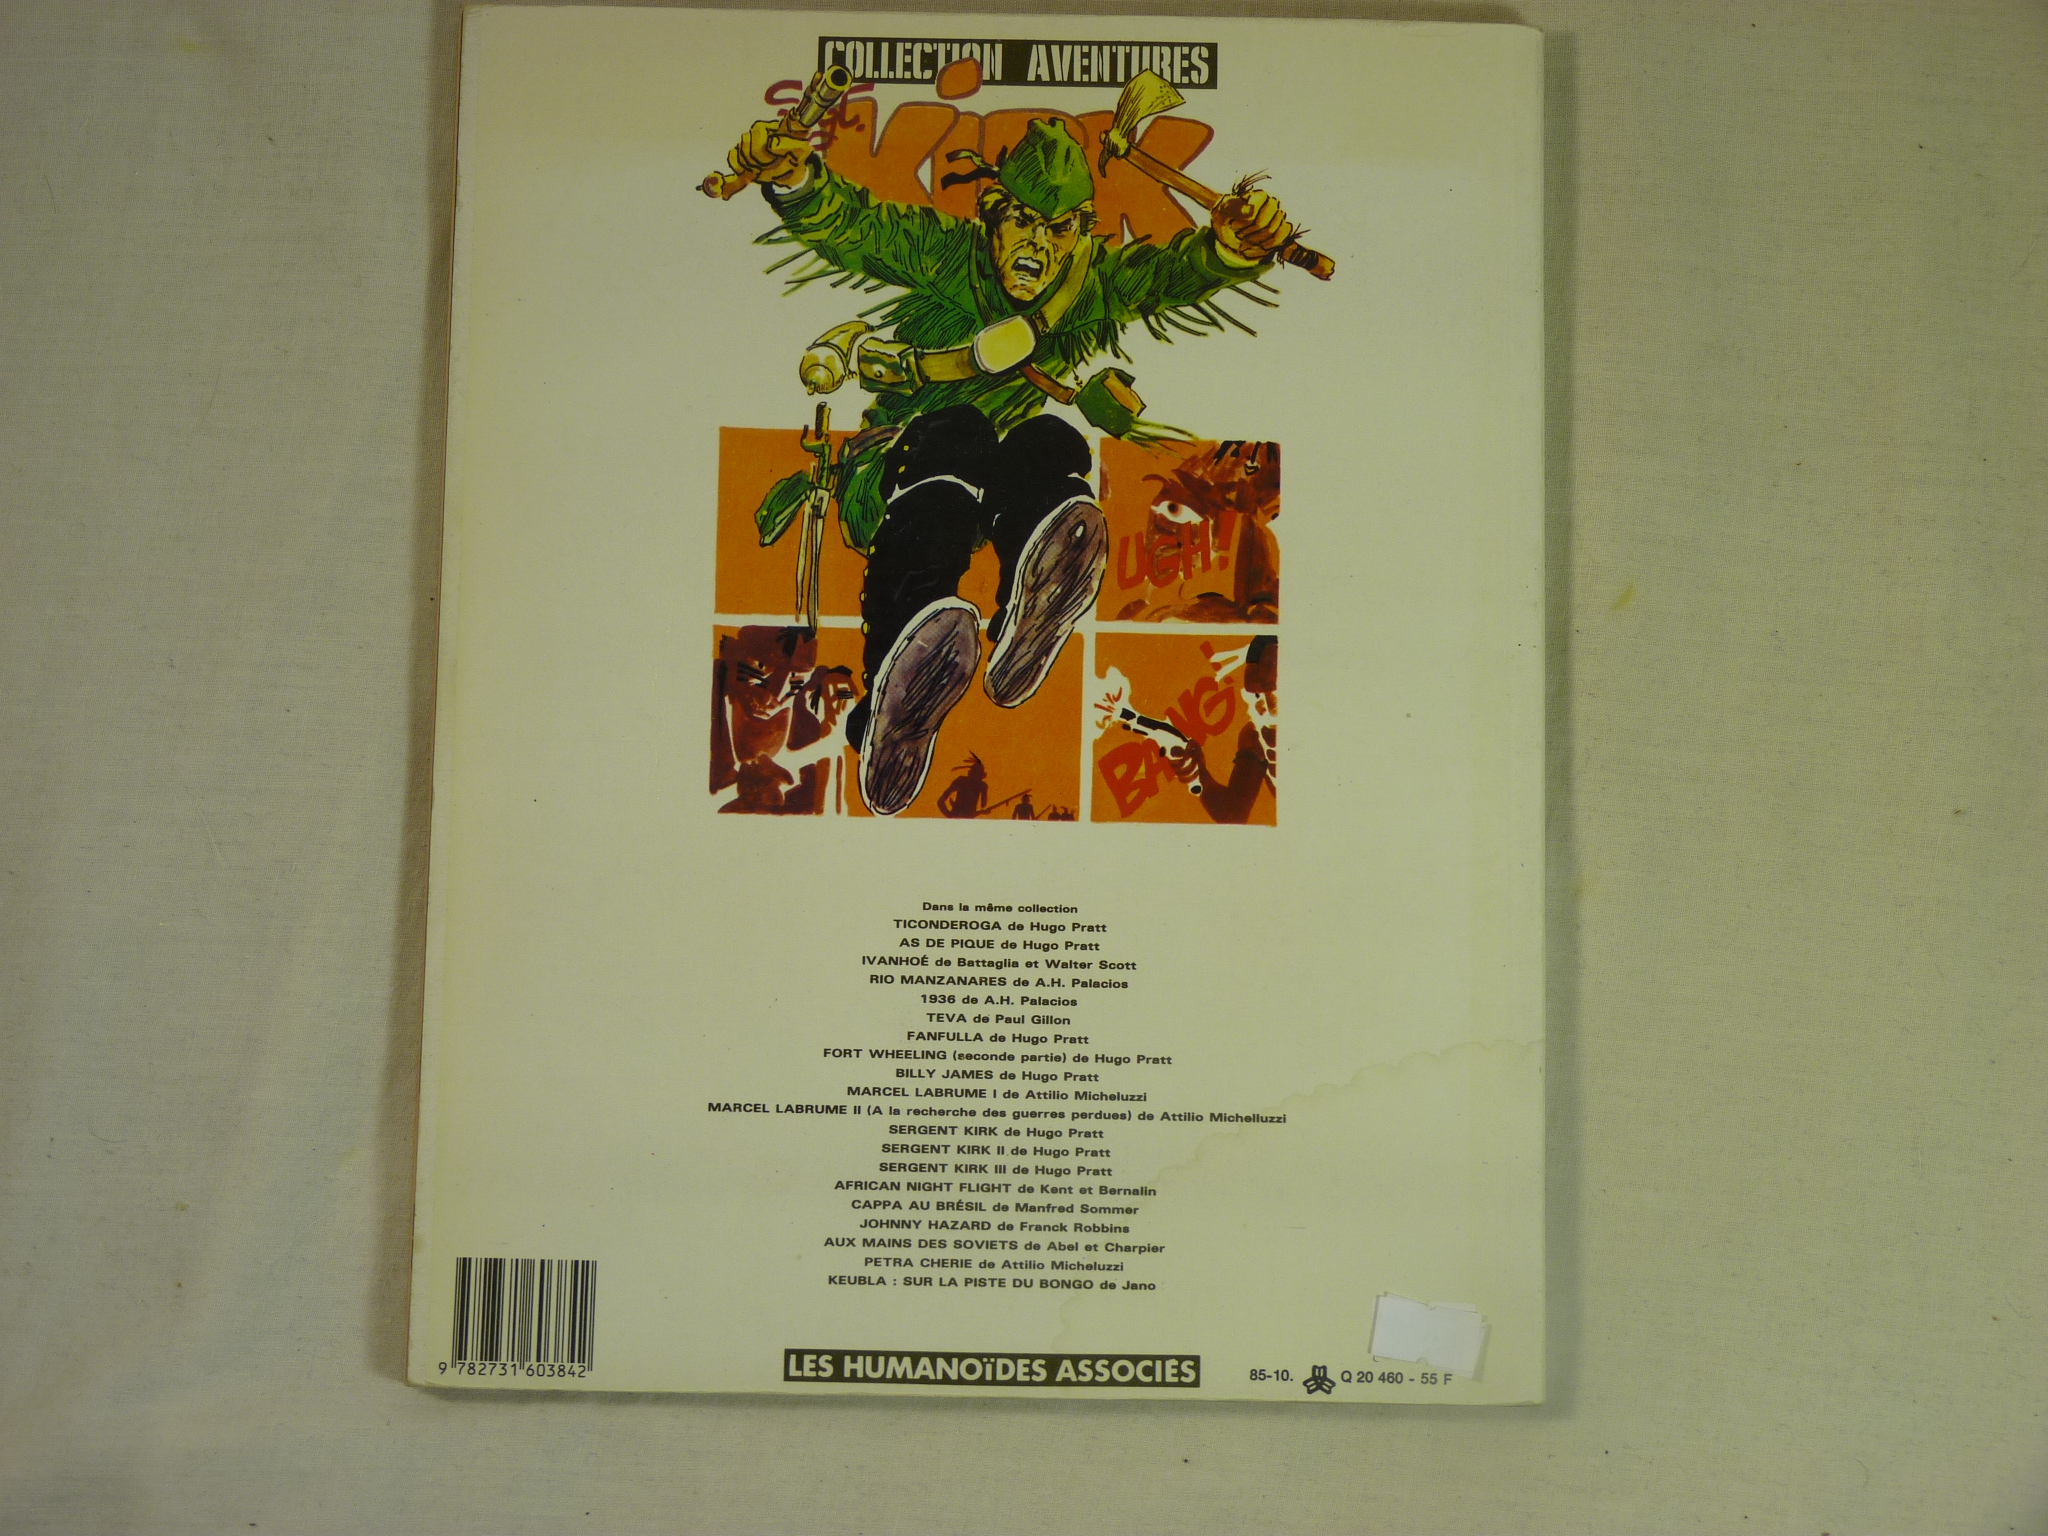 COLLECTION AVENTURES
Sgt.
KiRK
UGH!
BANG!
Dans la même collection
TICONDEROGA de Hugo Pratt
AS DE PIQUE de Hugo Pratt
IVANHOÉ de Battaglia et Walter Scott
RIO MANZANARES de A.H. Palacios
1936 de A.H. Palacios
TEVA de Paul Gillon
FANFULLA de Hugo Pratt
FORT WHEELING (seconde partie) de Hugo Pratt
BILLY JAMES de Hugo Pratt
MARCEL LABRUME I de Attilio Micheluzzi
MARCEL LABRUME II (A la recherche des guerres perdues) de Attilio Michelluzzi
SERGENT KIRK de Hugo Pratt
SERGENT KIRK II de Hugo Pratt
SERGENT KIRK III de Hugo Pratt
AFRICAN NIGHT FLIGHT de Kent et Bernalin
CAPPA AU BRÉSIL de Manfred Sommer
JOHNNY HAZARD de Franck Robbins
AUX MAINS DES SOVIETS de Abel et Charpier
PETRA CHERIE de Attilio Micheluzzi
KEUBLA : SUR LA PISTE DU BONGO de Jano
9 782731 603842
LES HUMANOïDES ASSOCIÉS
85-10. Q 20 460 - 55 F